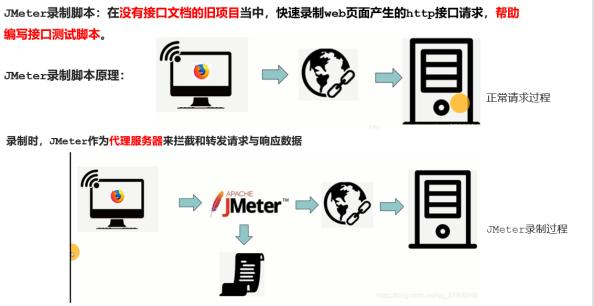 JMeter录制脚本：在没有接口文档的旧项目当中，快速录制web页面产生的http接口请求，帮助
编写接口测试脚本。
JMeter录制脚本原理：
正常请求过程
录制时，JMeter作为代理服务器来拦截和转发请求与响应数据
APACHE
JMeter™
JMeter录制过程